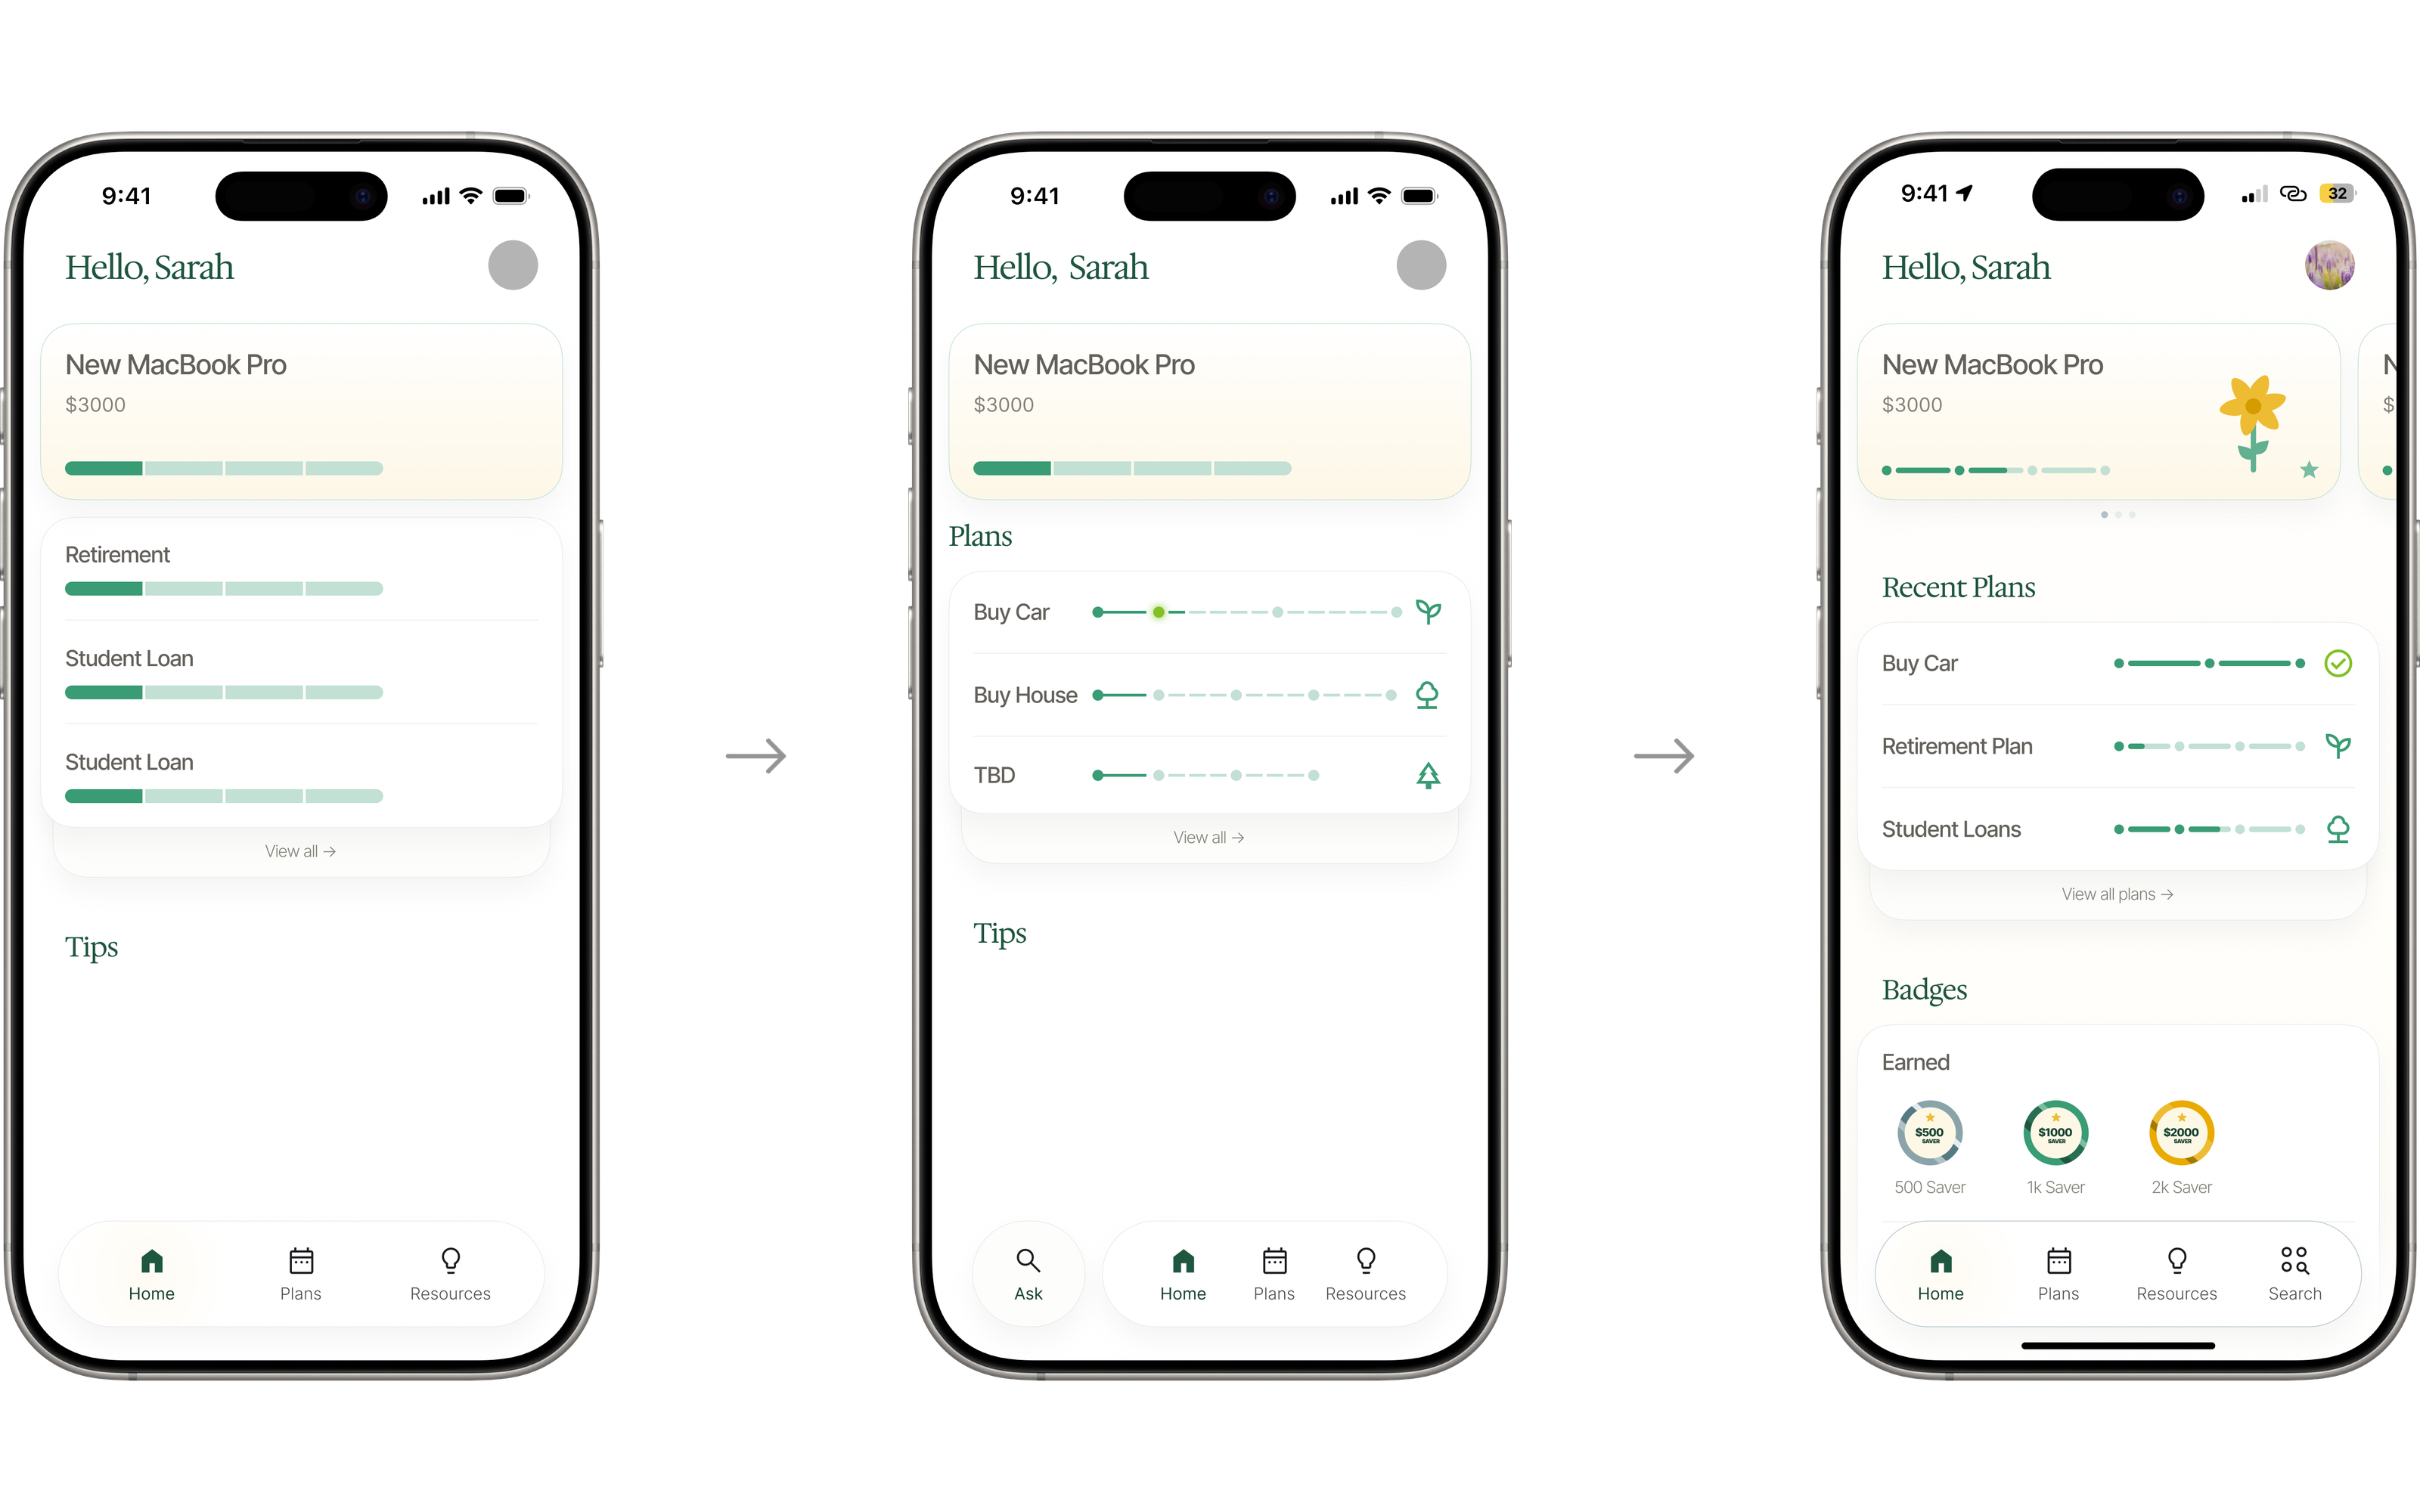 9:41
Hello, Sarah
New MacBook Pro
$3000
Retirement
Student Loan
Student Loan
View all →
Tips
Home
Plans
Resources
9:41
Hello, Sarah
New MacBook Pro
$3000
Plans
Buy Car
Buy House
TBD
View all →
Tips
Ask
Home
Plans
Resources
9:41
32
Hello, Sarah
New MacBook Pro
$3000
N
$
Recent Plans
Buy Car
Retirement Plan
Student Loans
View all plans →
Badges
Earned
$500
SAVER
$1000
SAVER
$2000
SAVER
500 Saver
1k Saver
2k Saver
Home
Plans
Resources
Search